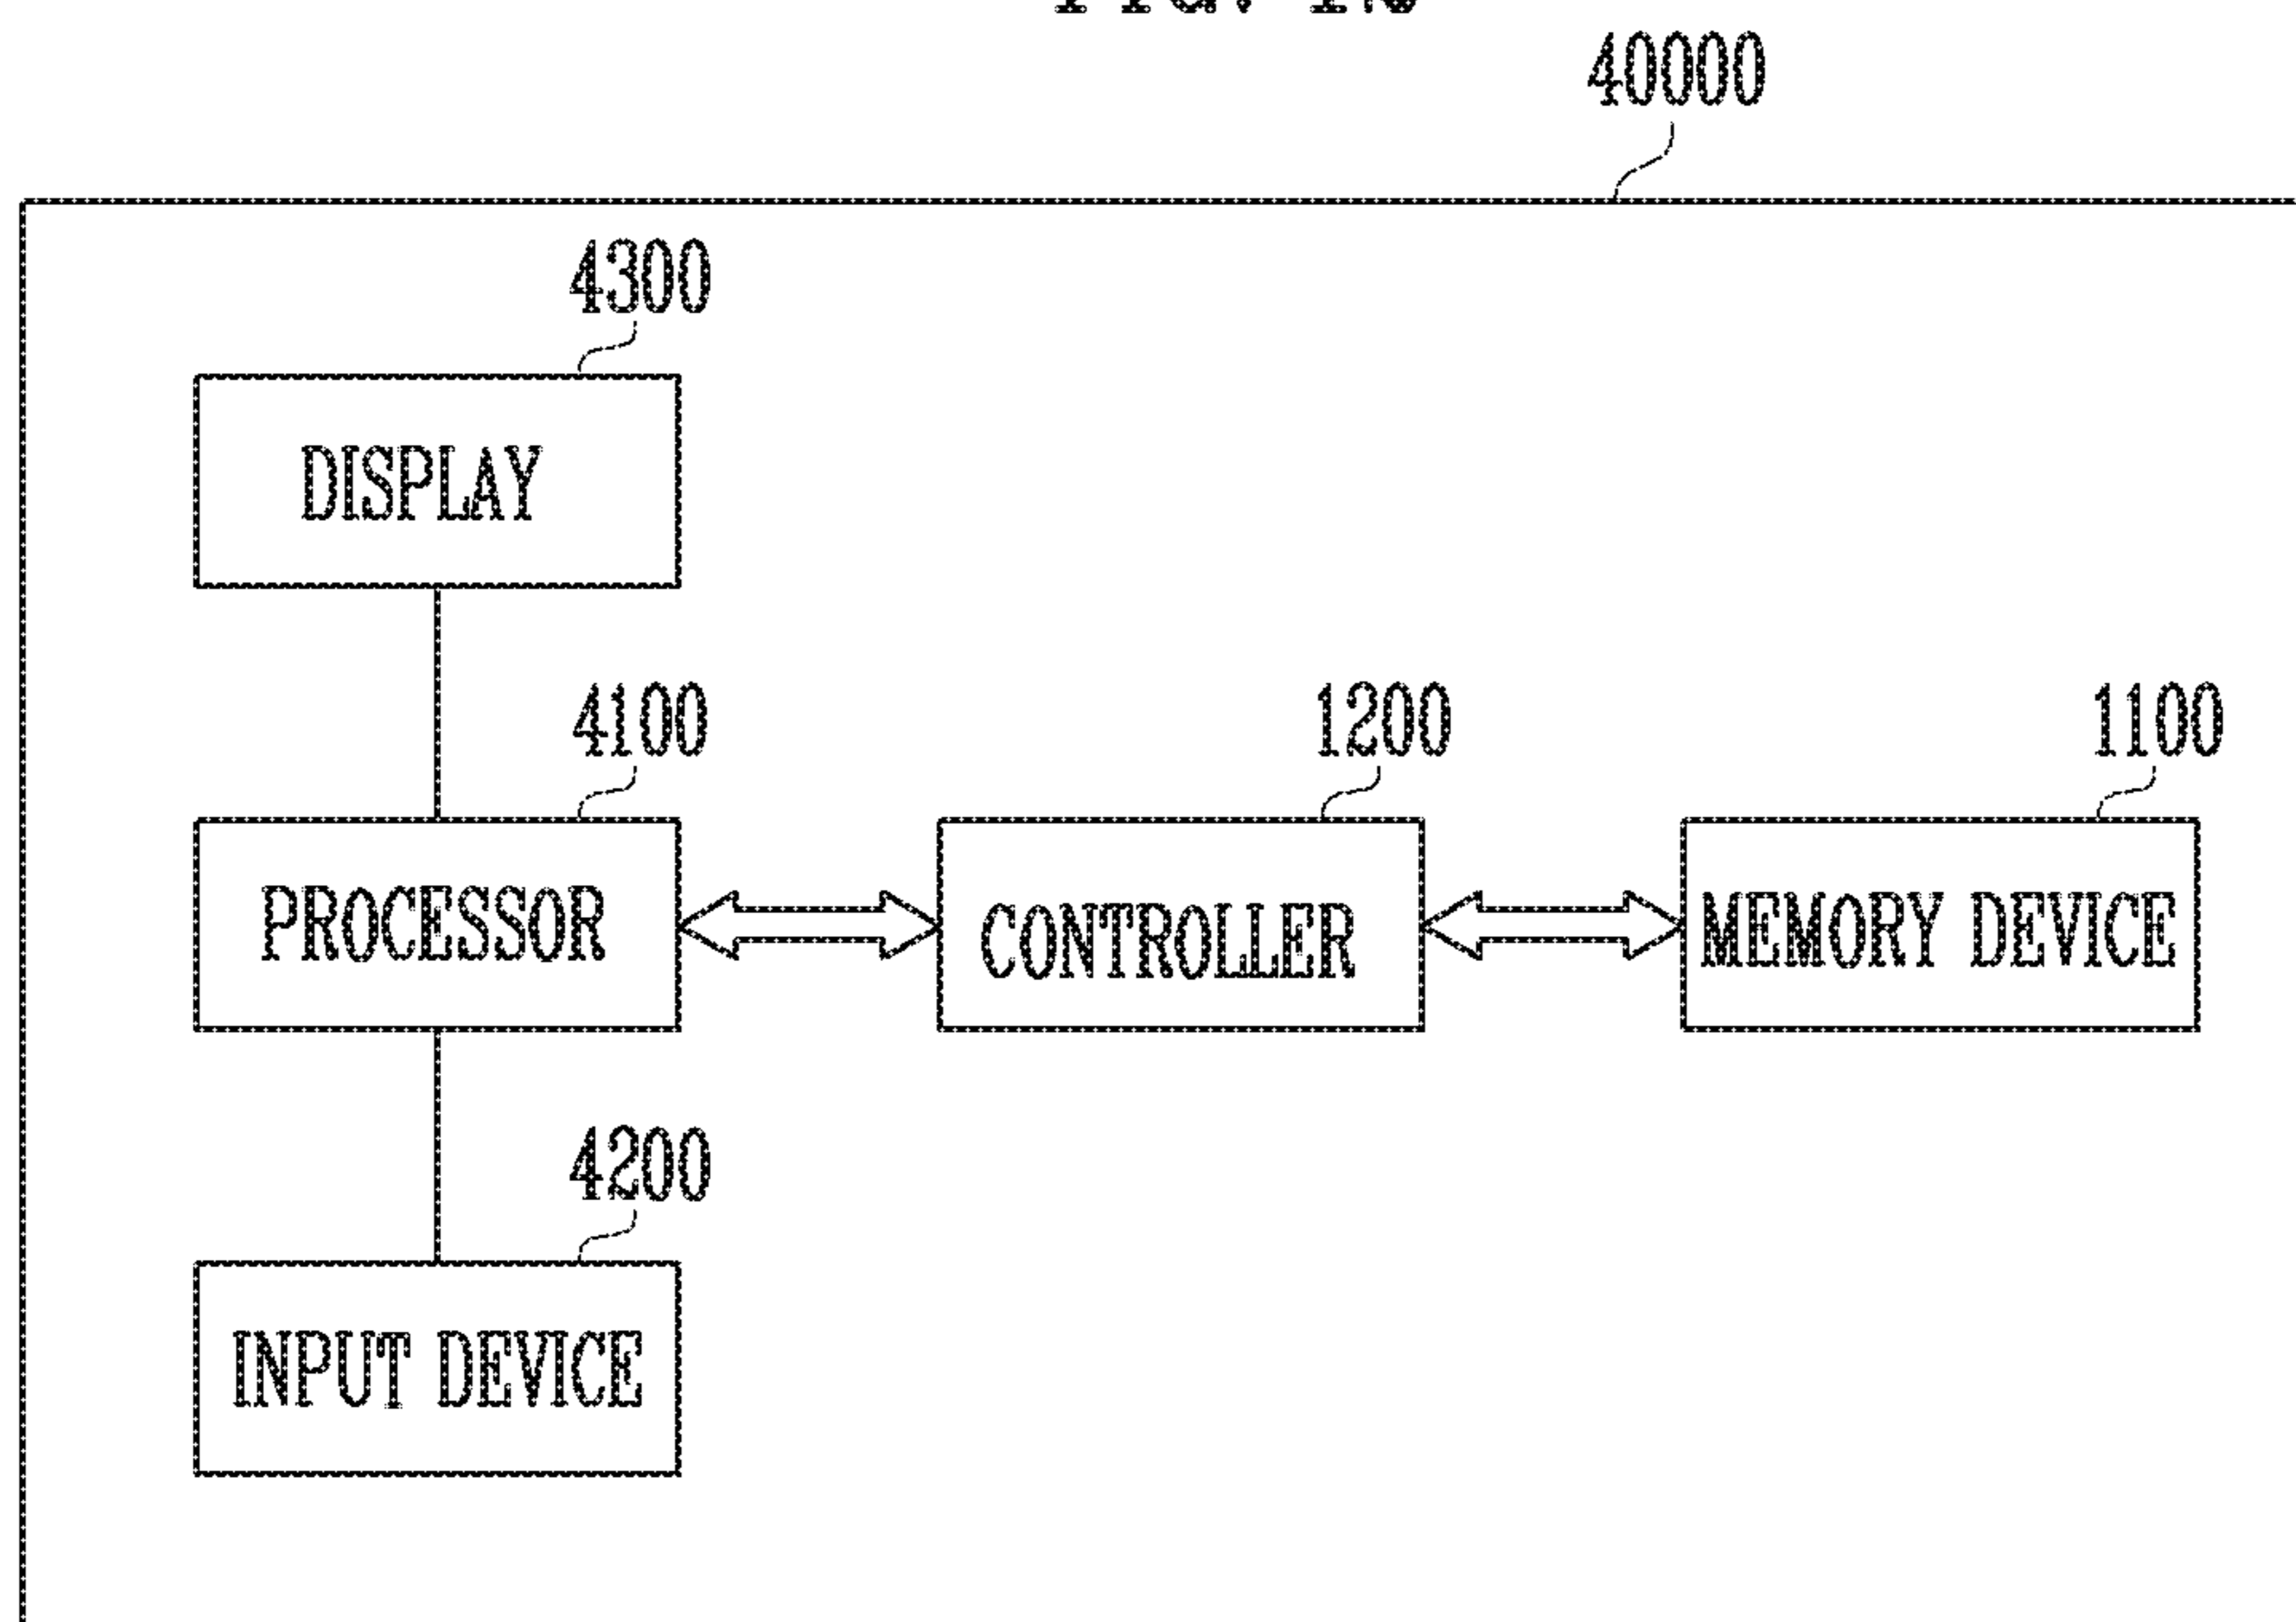 40000
4300
DISPLAY
4100
1200
1100
PROCESSOR
CONTROLLER
MEMORY DEVICE
4200
INPUT DEVICE